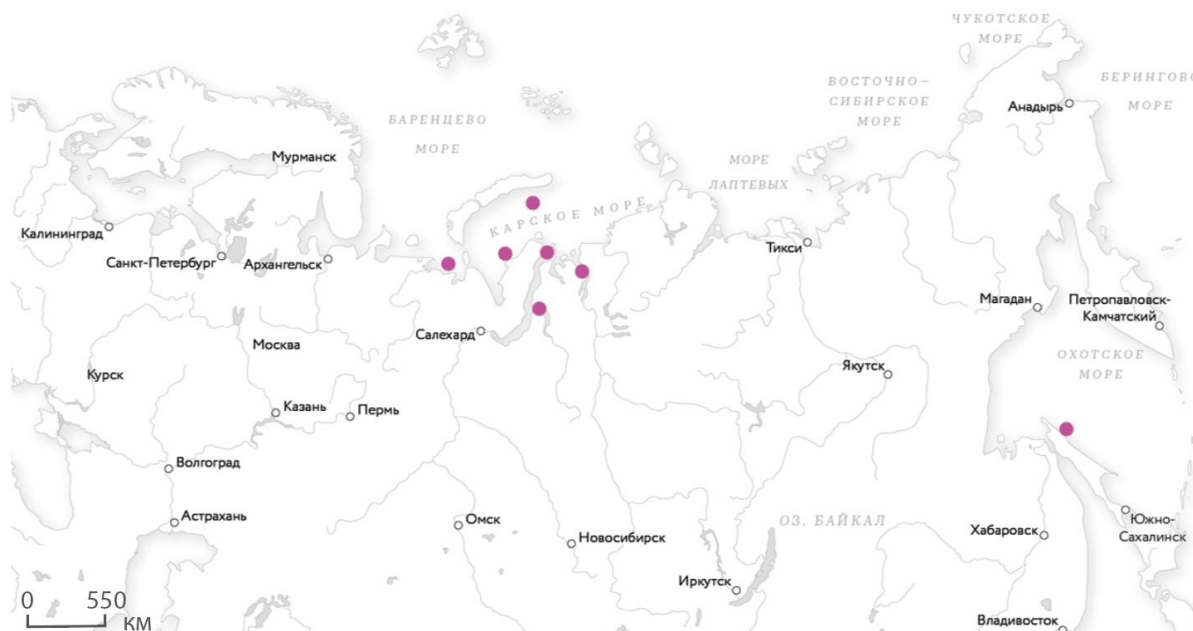 ЧУКОТСКОЕ
МОРЕ
ВОСТОЧНО–
СИБИРСКОЕ
МОРЕ
БЕРИНГОВО
МОРЕ
Анадырь
БАРЕНЦЕВО
МОРЕ
Мурманск
МОРЕ
ЛАПТЕВЫХ
КАРСКОЕ МОРЕ
Калининград
Санкт-Петербург
Архангельск
Тикси
Магадан
Петропавловск-
Камчатский
Салехард
Москва
ОХОТСКОЕ
МОРЕ
Якутск
Курск
Казань
Пермь
Волгоград
Астрахань
Омск
Новосибирск
ОЗ. БАЙКАЛ
Хабаровск
Южно-
Сахалинск
Иркутск
0 550
КМ
Владивосток